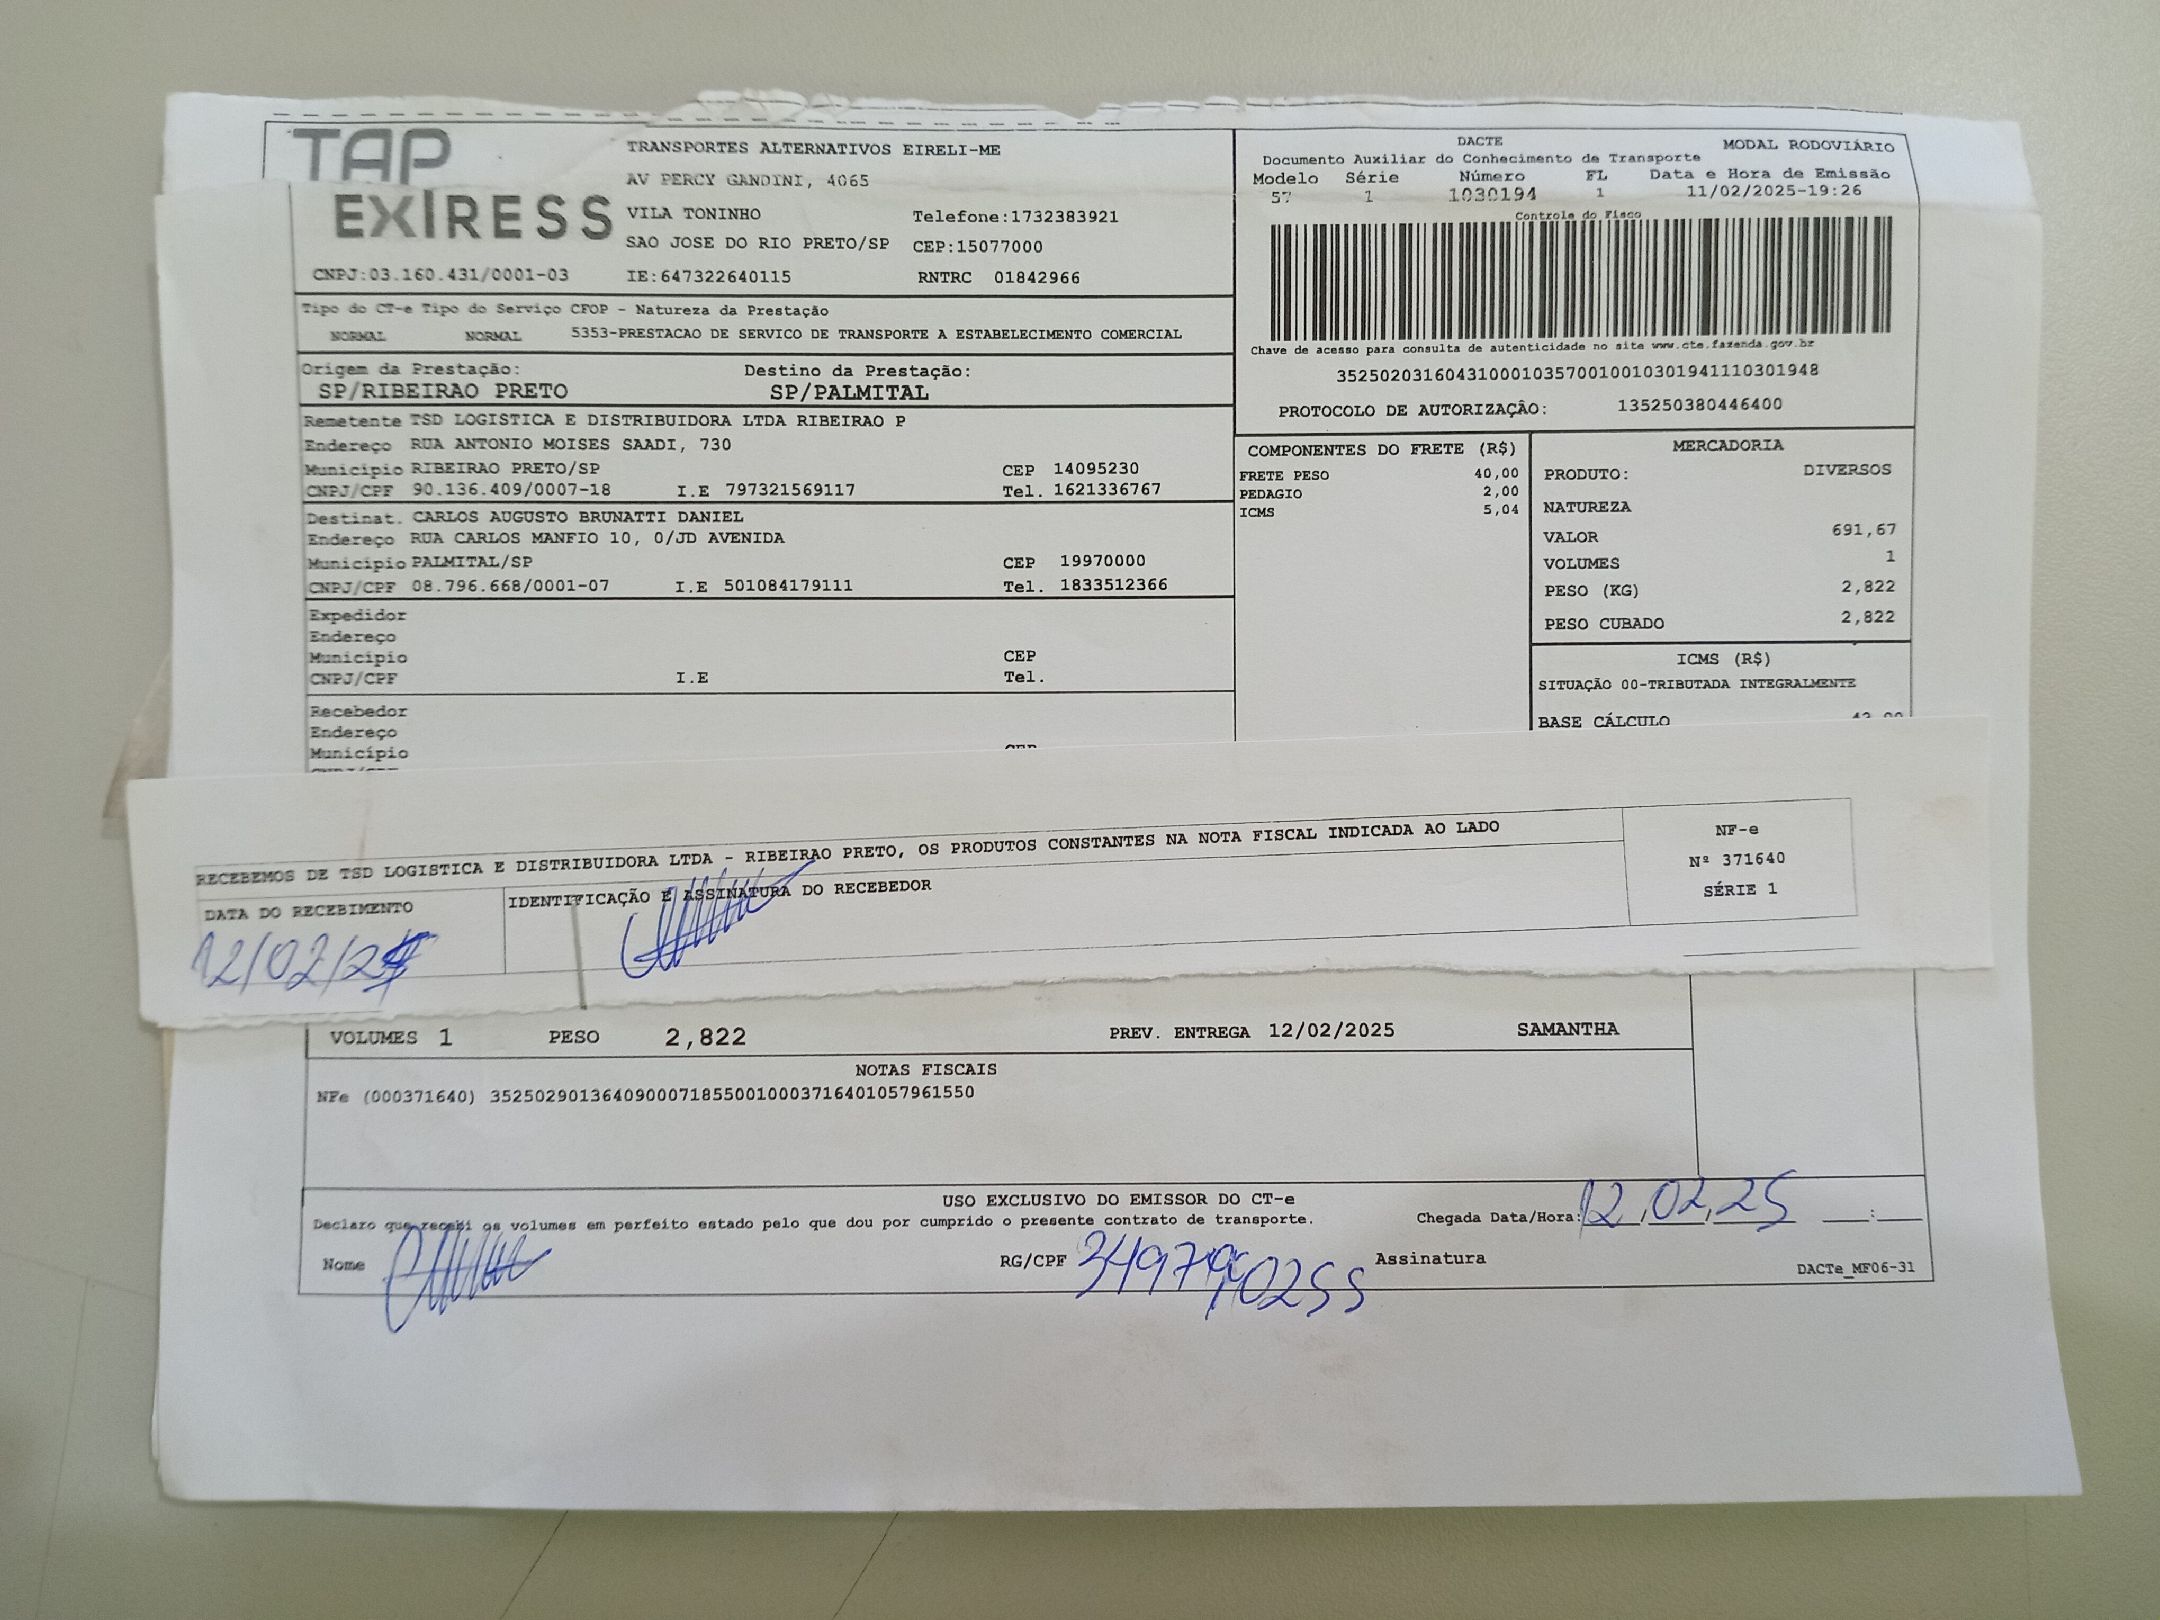 TAP
EXIRESS
TRANSPORTES ALTERNATIVOS EIRELI-ME
AV PERCY GANDINI, 4065
VILA TONINHO Telefone:1732383921
SAO JOSE DO RIO PRETO/SP CEP:15077000
CNPJ:03.160.431/0001-03 IE:647322640115 RNTRC 01842966
DACTE MODAL RODOVIÁRIO
Documento Auxiliar do Conhecimento de Transporte
Modelo Série Número FL Data e Hora de Emissão
57 1 1030194 1 11/02/2025-19:26
Controle do Fisco
Chave de acesso para consulta de autenticidade no site www.cte.fazenda.gov.br
35250203160431000103570010010301941110301948
PROTOCOLO DE AUTORIZAÇÃO: 135250380446400
Tipo do CT-e Tipo do Serviço CFOP - Natureza da Prestação
NORMAL NORMAL 5353-PRESTACAO DE SERVICO DE TRANSPORTE A ESTABELECIMENTO COMERCIAL
Origem da Prestação: Destino da Prestação:
SP/RIBEIRAO PRETO SP/PALMITAL
Remetente TSD LOGISTICA E DISTRIBUIDORA LTDA RIBEIRAO P
Endereço RUA ANTONIO MOISES SAADI, 730
Município RIBEIRAO PRETO/SP CEP 14095230
CNPJ/CPF 90.136.409/0007-18 I.E 797321569117 Tel. 1621336767
Destinat. CARLOS AUGUSTO BRUNATTI DANIEL
Endereço RUA CARLOS MANFIO 10, 0/JD AVENIDA
Município PALMITAL/SP CEP 19970000
CNPJ/CPF 08.796.668/0001-07 I.E 501084179111 Tel. 1833512366
Expedidor
Endereço
Município CEP
CNPJ/CPF I.E Tel.
Recebedor
Endereço
Município
COMPONENTES DO FRETE (R$)
FRETE PESO 40,00
PEDAGIO 2,00
ICMS 5,04
MERCADORIA
PRODUTO: DIVERSOS
NATUREZA
VALOR 691,67
VOLUMES 1
PESO (KG) 2,822
PESO CUBADO 2,822
ICMS (R$)
SITUAÇÃO 00-TRIBUTADA INTEGRALMENTE
BASE CÁLCULO
RECEBEMOS DE TSD LOGISTICA E DISTRIBUIDORA LTDA - RIBEIRAO PRETO, OS PRODUTOS CONSTANTES NA NOTA FISCAL INDICADA AO LADO
DATA DO RECEBIMENTO IDENTIFICAÇÃO E ASSINATURA DO RECEBEDOR
12/02/
NF-e
Nº 371640
SÉRIE 1
VOLUMES 1 PESO 2,822 PREV. ENTREGA 12/02/2025 SAMANTHA
NOTAS FISCAIS
NFe (000371640) 35250290136409000718550010003716401057961550
USO EXCLUSIVO DO EMISSOR DO CT-e
Declaro que recebi os volumes em perfeito estado pelo que dou por cumprido o presente contrato de transporte. Chegada Data/Hora: 12,02,25 :
Nome RG/CPF Assinatura
DACTe_MF06-31